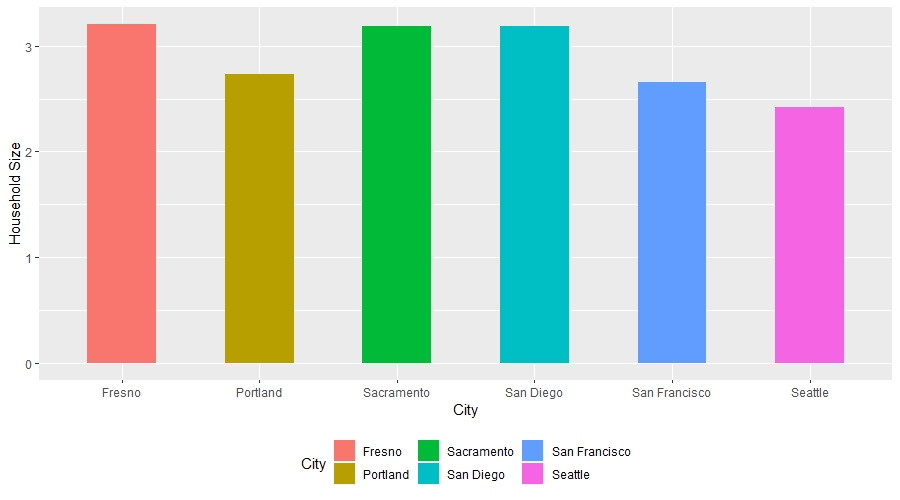 Household Size
3
2
1
0
Fresno Portland Sacramento San Diego San Francisco Seattle
City
City
Fresno Sacramento San Francisco
Portland San Diego Seattle